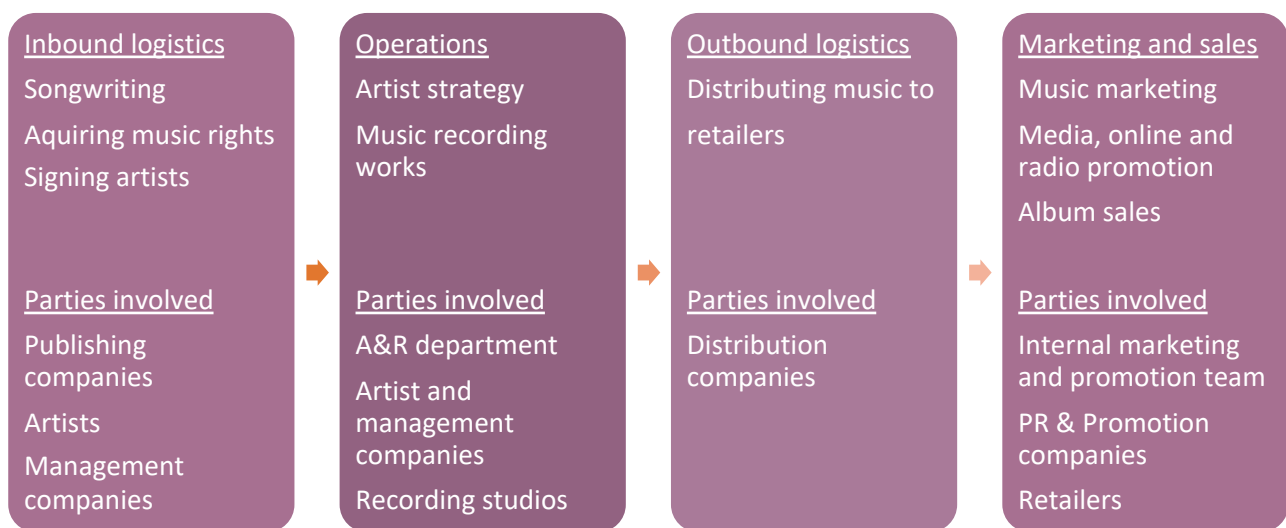 Inbound logistics
Songwriting
Aquiring music rights
Signing artists
Parties involved
Publishing
companies
Artists
Management
companies
Operations
Artist strategy
Music recording
works
Parties involved
A&R department
Artist and
management
companies
Recording studios
Outbound logistics
Distributing music to
retailers
Parties involved
Distribution
companies
Marketing and sales
Music marketing
Media, online and
radio promotion
Album sales
Parties involved
Internal marketing
and promotion team
PR & Promotion
companies
Retailers